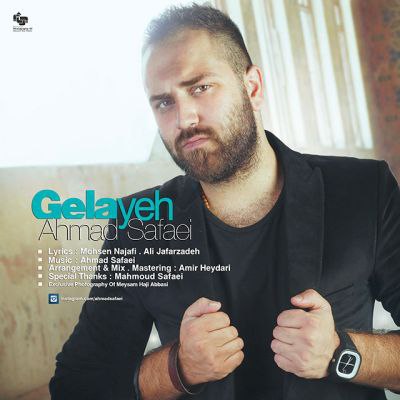 Gelayeh
Ahmad Safaei
Lyrics : Mohsen Najafi . Ali Jafarzadeh
Music : Ahmad Safaei
Arrangement & Mix . Mastering : Amir Heydari
Special Thanks : Mahmoud Safaei
Exclusive Photography Of Meysam Haji Abbasi
instagram.com/ahmadsafaei